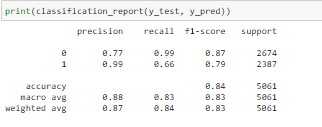 print(classification_report(y_test, y_pred))
precision recall f1-score support
0 0.77 0.99 0.87 2674
1 0.99 0.66 0.79 2387
accuracy 0.84 5061
macro avg 0.88 0.83 0.83 5061
weighted avg 0.87 0.84 0.83 5061